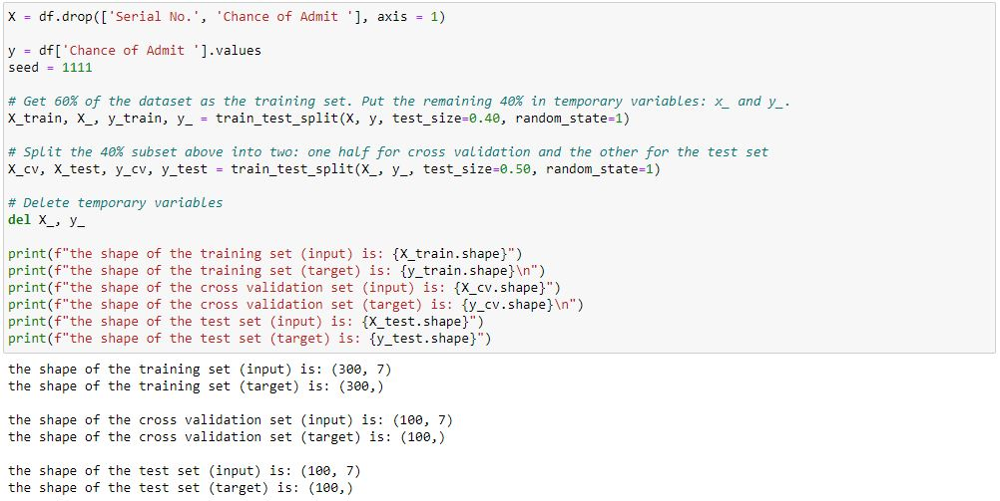 X = df.drop(['Serial No.', 'Chance of Admit '], axis = 1)
y = df['Chance of Admit '].values
seed = 1111
# Get 60% of the dataset as the training set. Put the remaining 40% in temporary variables: x_ and y_.
X_train, X_, y_train, y_ = train_test_split(X, y, test_size=0.40, random_state=1)
# Split the 40% subset above into two: one half for cross validation and the other for the test set
X_cv, X_test, y_cv, y_test = train_test_split(X_, y_, test_size=0.50, random_state=1)
# Delete temporary variables
del X_, y_
print(f"the shape of the training set (input) is: {X_train.shape}")
print(f"the shape of the training set (target) is: {y_train.shape}\n")
print(f"the shape of the cross validation set (input) is: {X_cv.shape}")
print(f"the shape of the cross validation set (target) is: {y_cv.shape}\n")
print(f"the shape of the test set (input) is: {X_test.shape}")
print(f"the shape of the test set (target) is: {y_test.shape}")
the shape of the training set (input) is: (300, 7)
the shape of the training set (target) is: (300,)
the shape of the cross validation set (input) is: (100, 7)
the shape of the cross validation set (target) is: (100,)
the shape of the test set (input) is: (100, 7)
the shape of the test set (target) is: (100,)